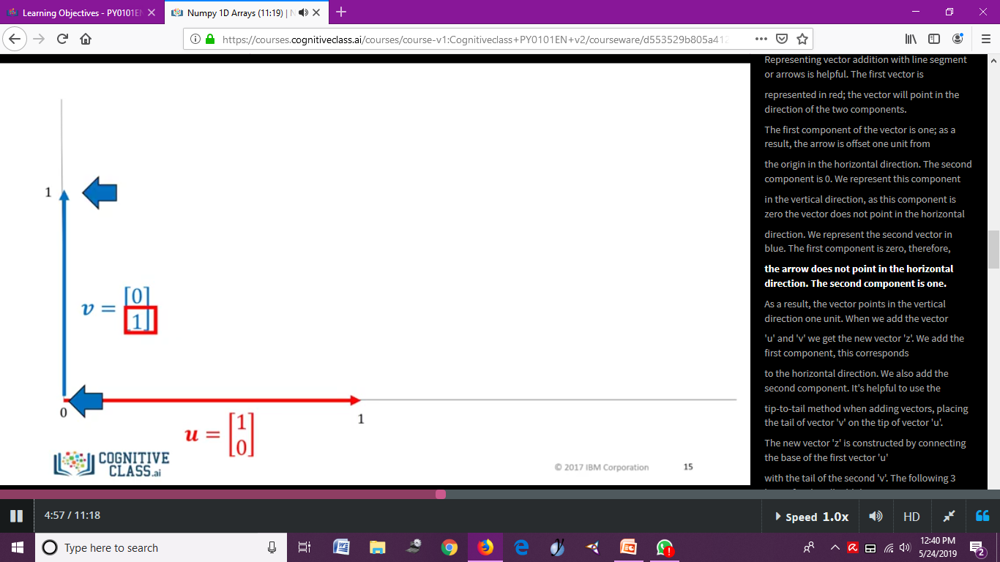 Learning Objectives - PY0101EN
Numpy 1D Arrays (11:19) | N
https://courses.cognitiveclass.ai/courses/course-v1:Cognitiveclass+PY0101EN+v2/courseware/d553529b805a412
Representing vector addition with line segment
or arrows is helpful. The first vector is
represented in red; the vector will point in the
direction of the two components.
The first component of the vector is one; as a
result, the arrow is offset one unit from
the origin in the horizontal direction. The second
component is 0. We represent this component
in the vertical direction, as this component is
zero the vector does not point in the horizontal
direction. We represent the second vector in
blue. The first component is zero, therefore,
the arrow does not point in the horizontal
direction. The second component is one.
As a result, the vector points in the vertical
direction one unit. When we add the vector
'u' and 'v' we get the new vector 'z'. We add the
first component, this corresponds
to the horizontal direction. We also add the
second component. It's helpful to use the
tip-to-tail method when adding vectors, placing
the tail of vector 'v' on the tip of vector 'u'.
The new vector 'z' is constructed by connecting
the base of the first vector 'u'
with the tail of the second 'v'. The following 3
1
v = [0
1]
0
1
u = [1
0]
COGNITIVE
CLASS.ai
© 2017 IBM Corporation
15
4:57 / 11:18
Speed 1.0x
HD
Type here to search
12:40 PM
5/24/2019
2